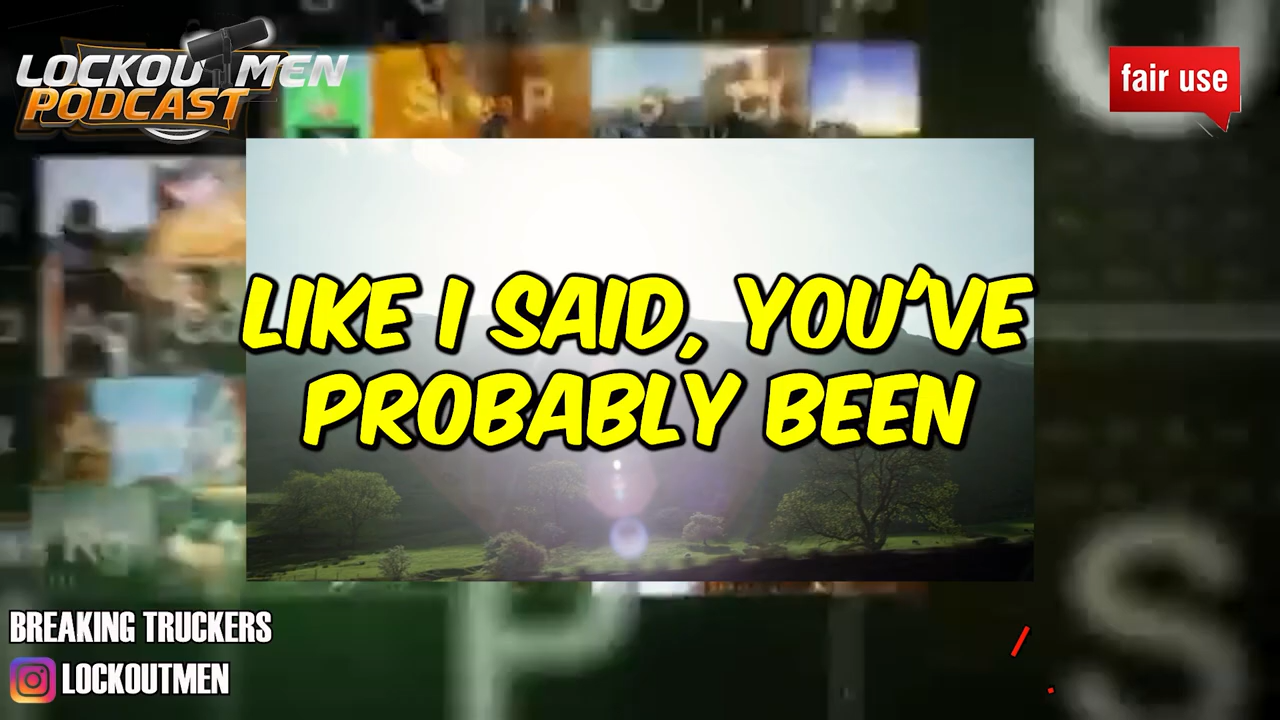 LOCKOUTMEN
PODCAST
fair use
LIKE I SAID, YOU'VE
PROBABLY BEEN
BREAKING TRUCKERS
LOCKOUTMEN
P
S